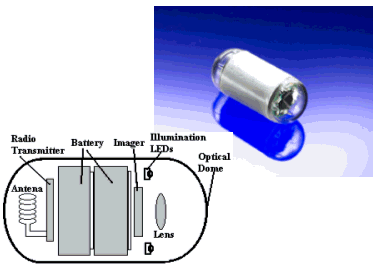 Radio
Transmitter
Battery
Imager
Illumination
LEDs
Optical
Dome
Antena
Lens